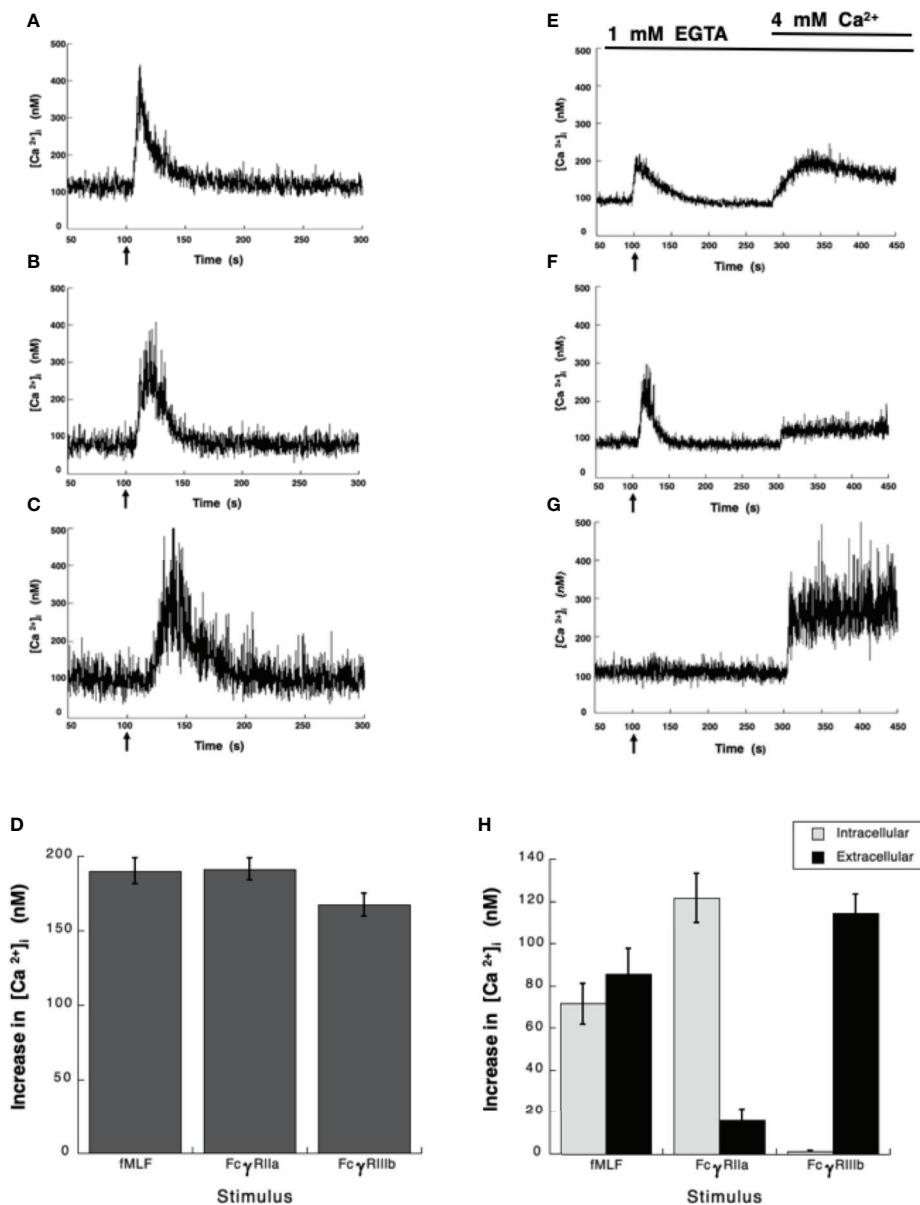 A
500
400
300
200
100
0
[Ca 2+]i (nM)
50 100 150 200 250 300
Time (s)
B
500
400
300
200
100
0
[Ca 2+]i (nM)
50 100 150 200 250 300
Time (s)
C
500
400
300
200
100
0
[Ca 2+]i (nM)
50 100 150 200 250 300
Time (s)
D
200
150
100
50
0
Increase in [Ca 2+]i (nM)
fMLF FcγRIIa FcγRIIIb
Stimulus
E
4 mM Ca2+
1 mM EGTA
500
400
300
200
100
0
[Ca 2+]i (nM)
50 100 150 200 250 300 350 400 450
Time (s)
F
500
400
300
200
100
0
[Ca 2+]i (nM)
50 100 150 200 250 300 350 400 450
Time (s)
G
500
400
300
200
100
0
[Ca 2+]i (nM)
50 100 150 200 250 300 350 400 450
Time (s)
H
Intracellular
Extracellular
140
120
100
80
60
40
20
0
Increase in [Ca 2+]i (nM)
fMLF FcγRIIa FcγRIIIb
Stimulus